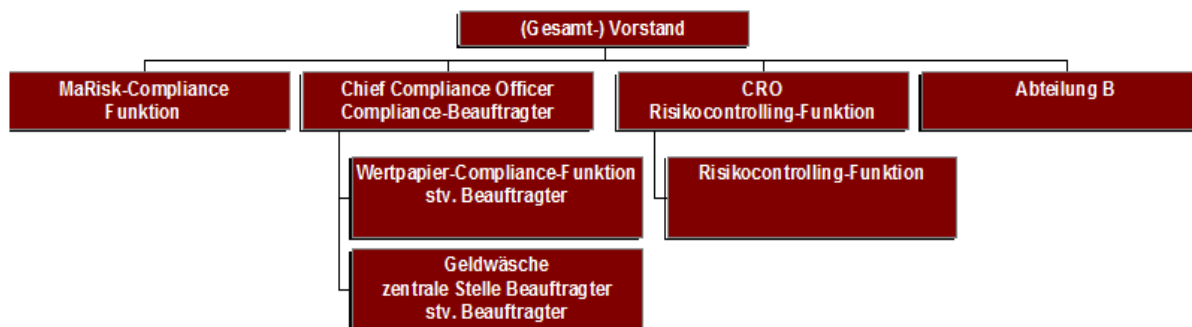 (Gesamt-) Vorstand
MaRisk-Compliance
Funktion
Chief Compliance Officer
Compliance-Beauftragter
CRO
Risikocontrolling-Funktion
Abteilung B
Wertpapier-Compliance-Funktion
stv. Beauftragter
Risikocontrolling-Funktion
Geldwäsche
zentrale Stelle Beauftragter
stv. Beauftragter